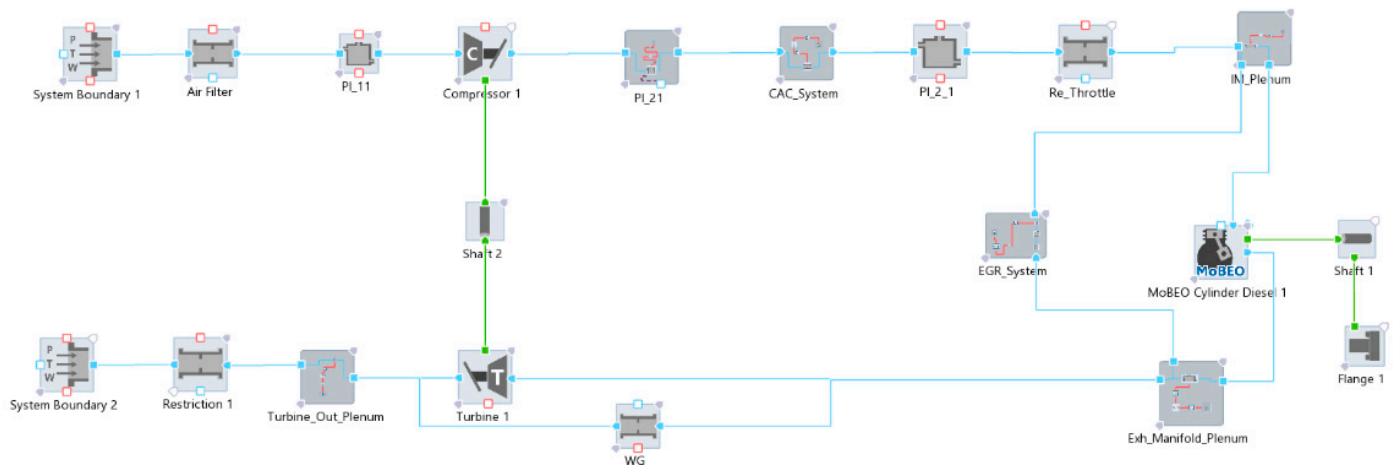 P
T
W
System Boundary 1
Air Filter
PI_11
C
Compressor 1
PI_21
CAC_System
PI_2_1
Re_Throttle
IM_Plenum
Shaft 2
EGR_System
MoBEO
MoBEO Cylinder Diesel 1
Shaft 1
P
T
W
System Boundary 2
Restriction 1
Turbine_Out_Plenum
T
Turbine 1
WG
Exh_Manifold_Plenum
Flange 1